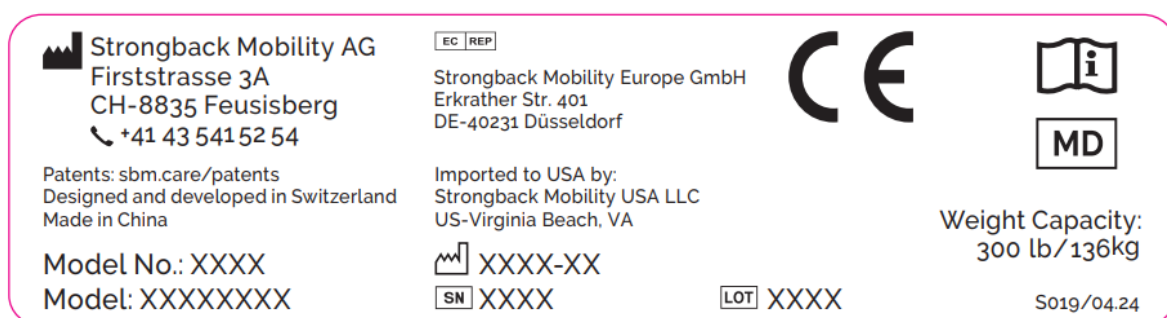 Strongback Mobility AG
Firststrasse 3A
CH-8835 Feusisberg
+41 43 541 52 54
Patents: sbm.care/patents
Designed and developed in Switzerland
Made in China
Model No.: XXXX
Model: XXXXXXXX
EC REP
Strongback Mobility Europe GmbH
Erkrather Str. 401
DE-40231 Düsseldorf
Imported to USA by:
Strongback Mobility USA LLC
US-Virginia Beach, VA
XXXX-XX
SN XXXX
LOT XXXX
CE
i
MD
Weight Capacity:
300 lb/136kg
S019/04.24